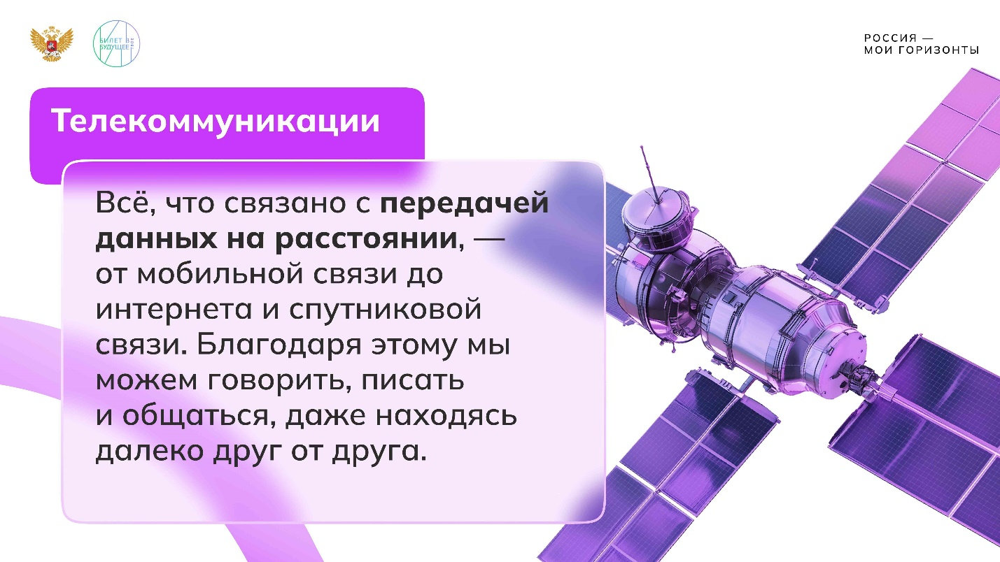 БИЛЕТ В
БУДУЩЕЕ
РОССИЯ —
МОИ ГОРИЗОНТЫ
Телекоммуникации
Всё, что связано с передачей
данных на расстоянии, —
от мобильной связи до
интернета и спутниковой
связи. Благодаря этому мы
можем говорить, писать
и общаться, даже находясь
далеко друг от друга.